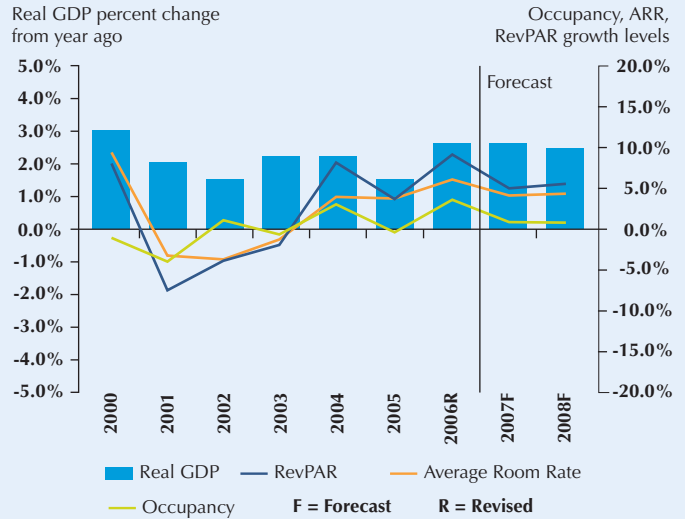 Real GDP percent change
from year ago
Occupancy, ARR,
RevPAR growth levels
5.0%
4.0%
3.0%
2.0%
1.0%
0.0%
-1.0%
-2.0%
-3.0%
-4.0%
-5.0%
Forecast
20.0%
15.0%
10.0%
5.0%
0.0%
-5.0%
-10.0%
-15.0%
-20.0%
2000
2001
2002
2003
2004
2005
2006R
2007F
2008F
Real GDP
RevPAR
Average Room Rate
Occupancy
F = Forecast
R = Revised